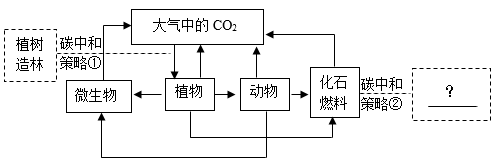 大气中的CO₂
植树
造林
碳中和
策略①
微生物
植物
动物
化石
燃料
碳中和
策略②
?